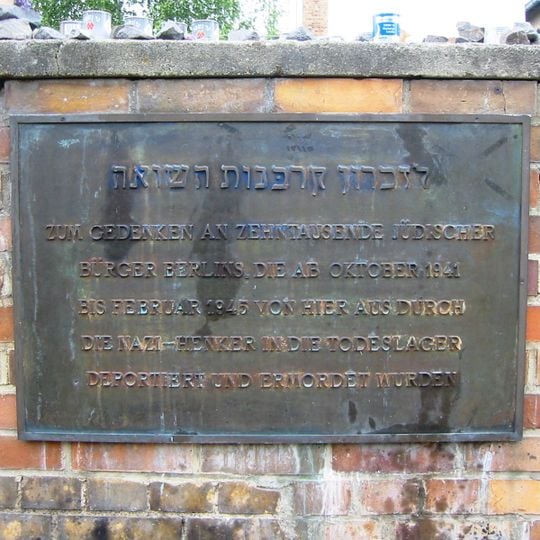 לזכרון קרבנות השואה
ZUM GEDENKEN AN ZEHNTAUSENDE JÜDISCHER
BÜRGER BERLINS, DIE AB OKTOBER 1941
BIS FEBRUAR 1945 VON HIER AUS DURCH
DIE NAZI-HENKER IN DIE TODESLAGER
DEPORTIERT UND ERMORDET WURDEN